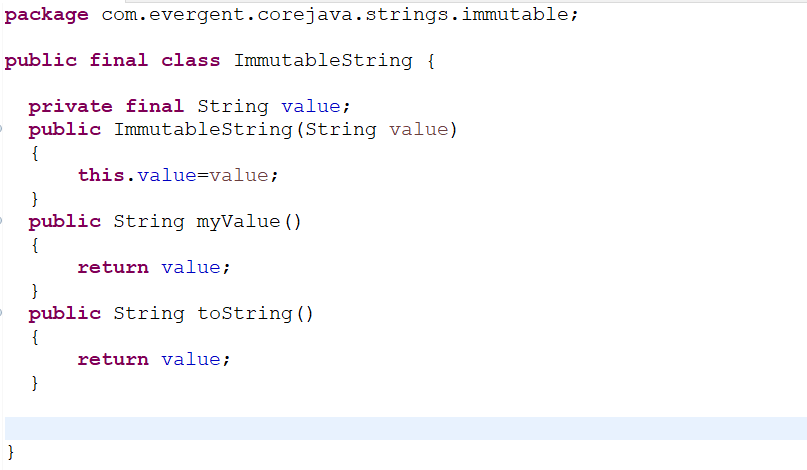 package com.evergent.corejava.strings.immutable;
public final class ImmutableString {
private final String value;
public ImmutableString(String value)
{
this.value=value;
}
public String myValue()
{
return value;
}
public String toString()
{
return value;
}
}